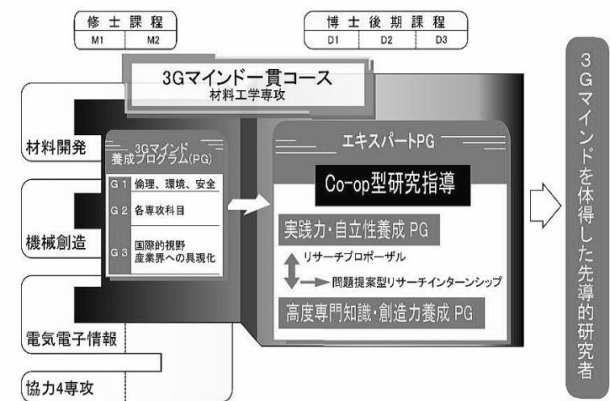 修士課程
M1 M2
博士後期課程
D1 D2 D3
3Gマインド一貫コース
材料工学専攻
材料開発
機械創造
電気電子情報
協力4専攻
3Gマインド
養成プログラム(PG)
G1 倫理、環境、安全
G2 各専攻科目
G3 国際的視野
産業界への具現化
エキスパートPG
Co-op型研究指導
実践力・自立性養成 PG
リサーチプロポーザル
問題提案型リサーチインターンシップ
高度専門知識・創造力養成 PG
3Gマインドを体得した先導的研究者